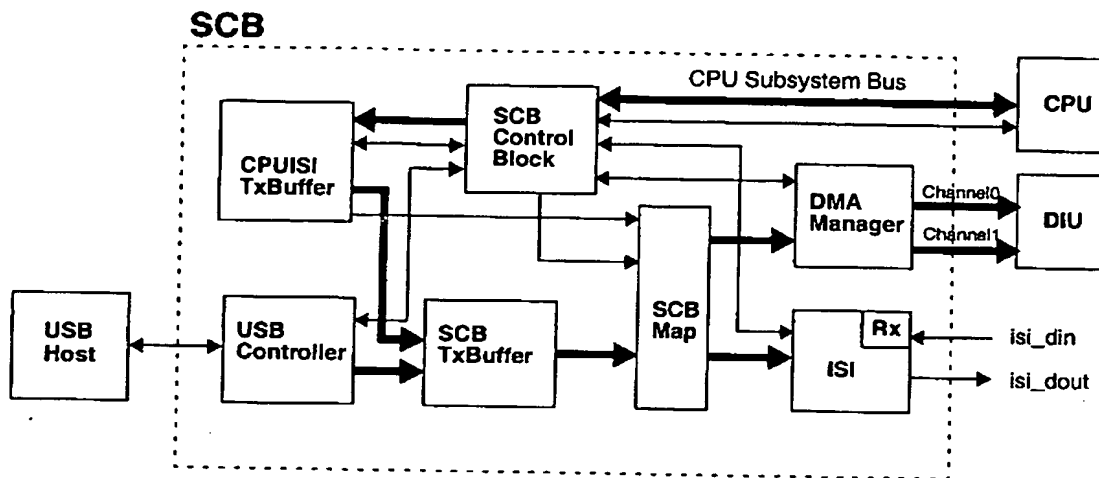 SCB
CPU Subsystem Bus
CPU
SCB
Control
Block
CPUISI
TxBuffer
DMA
Manager
Channel0
Channel1
DIU
USB
Host
USB
Controller
SCB
TxBuffer
SCB
Map
Rx
ISI
isi_din
isi_dout